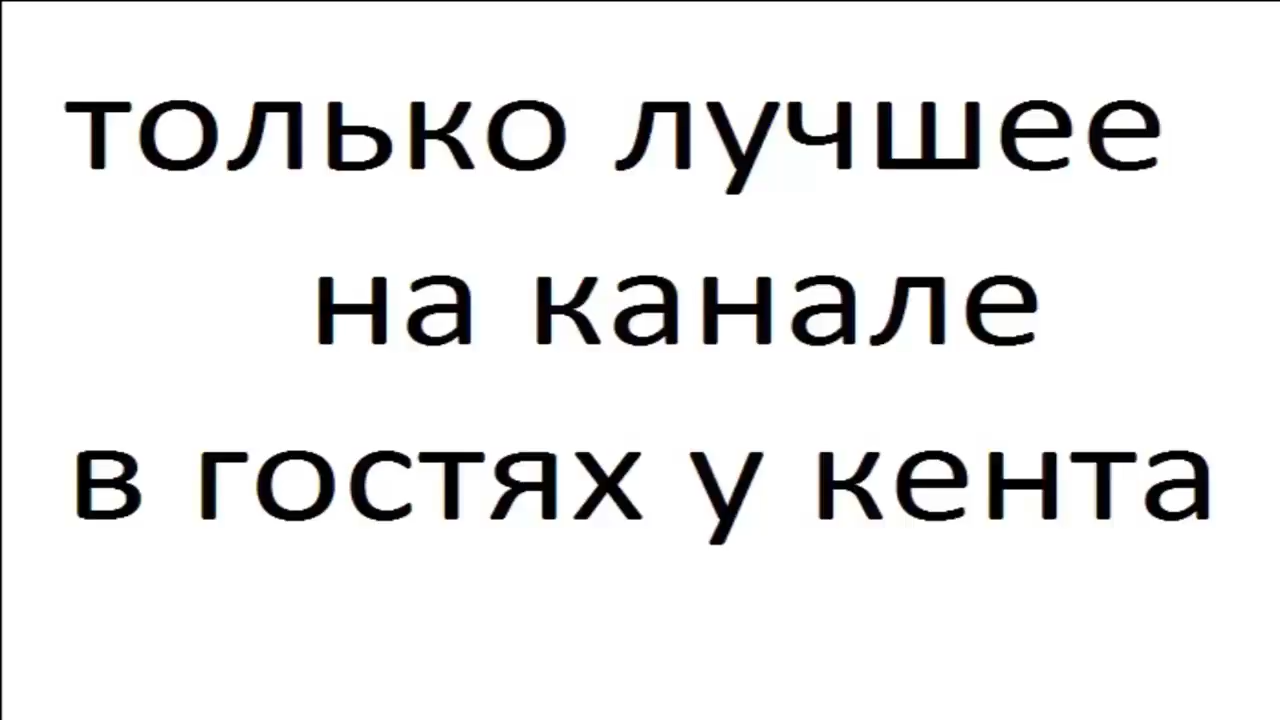 только лучшее
на канале
в гостях у кента